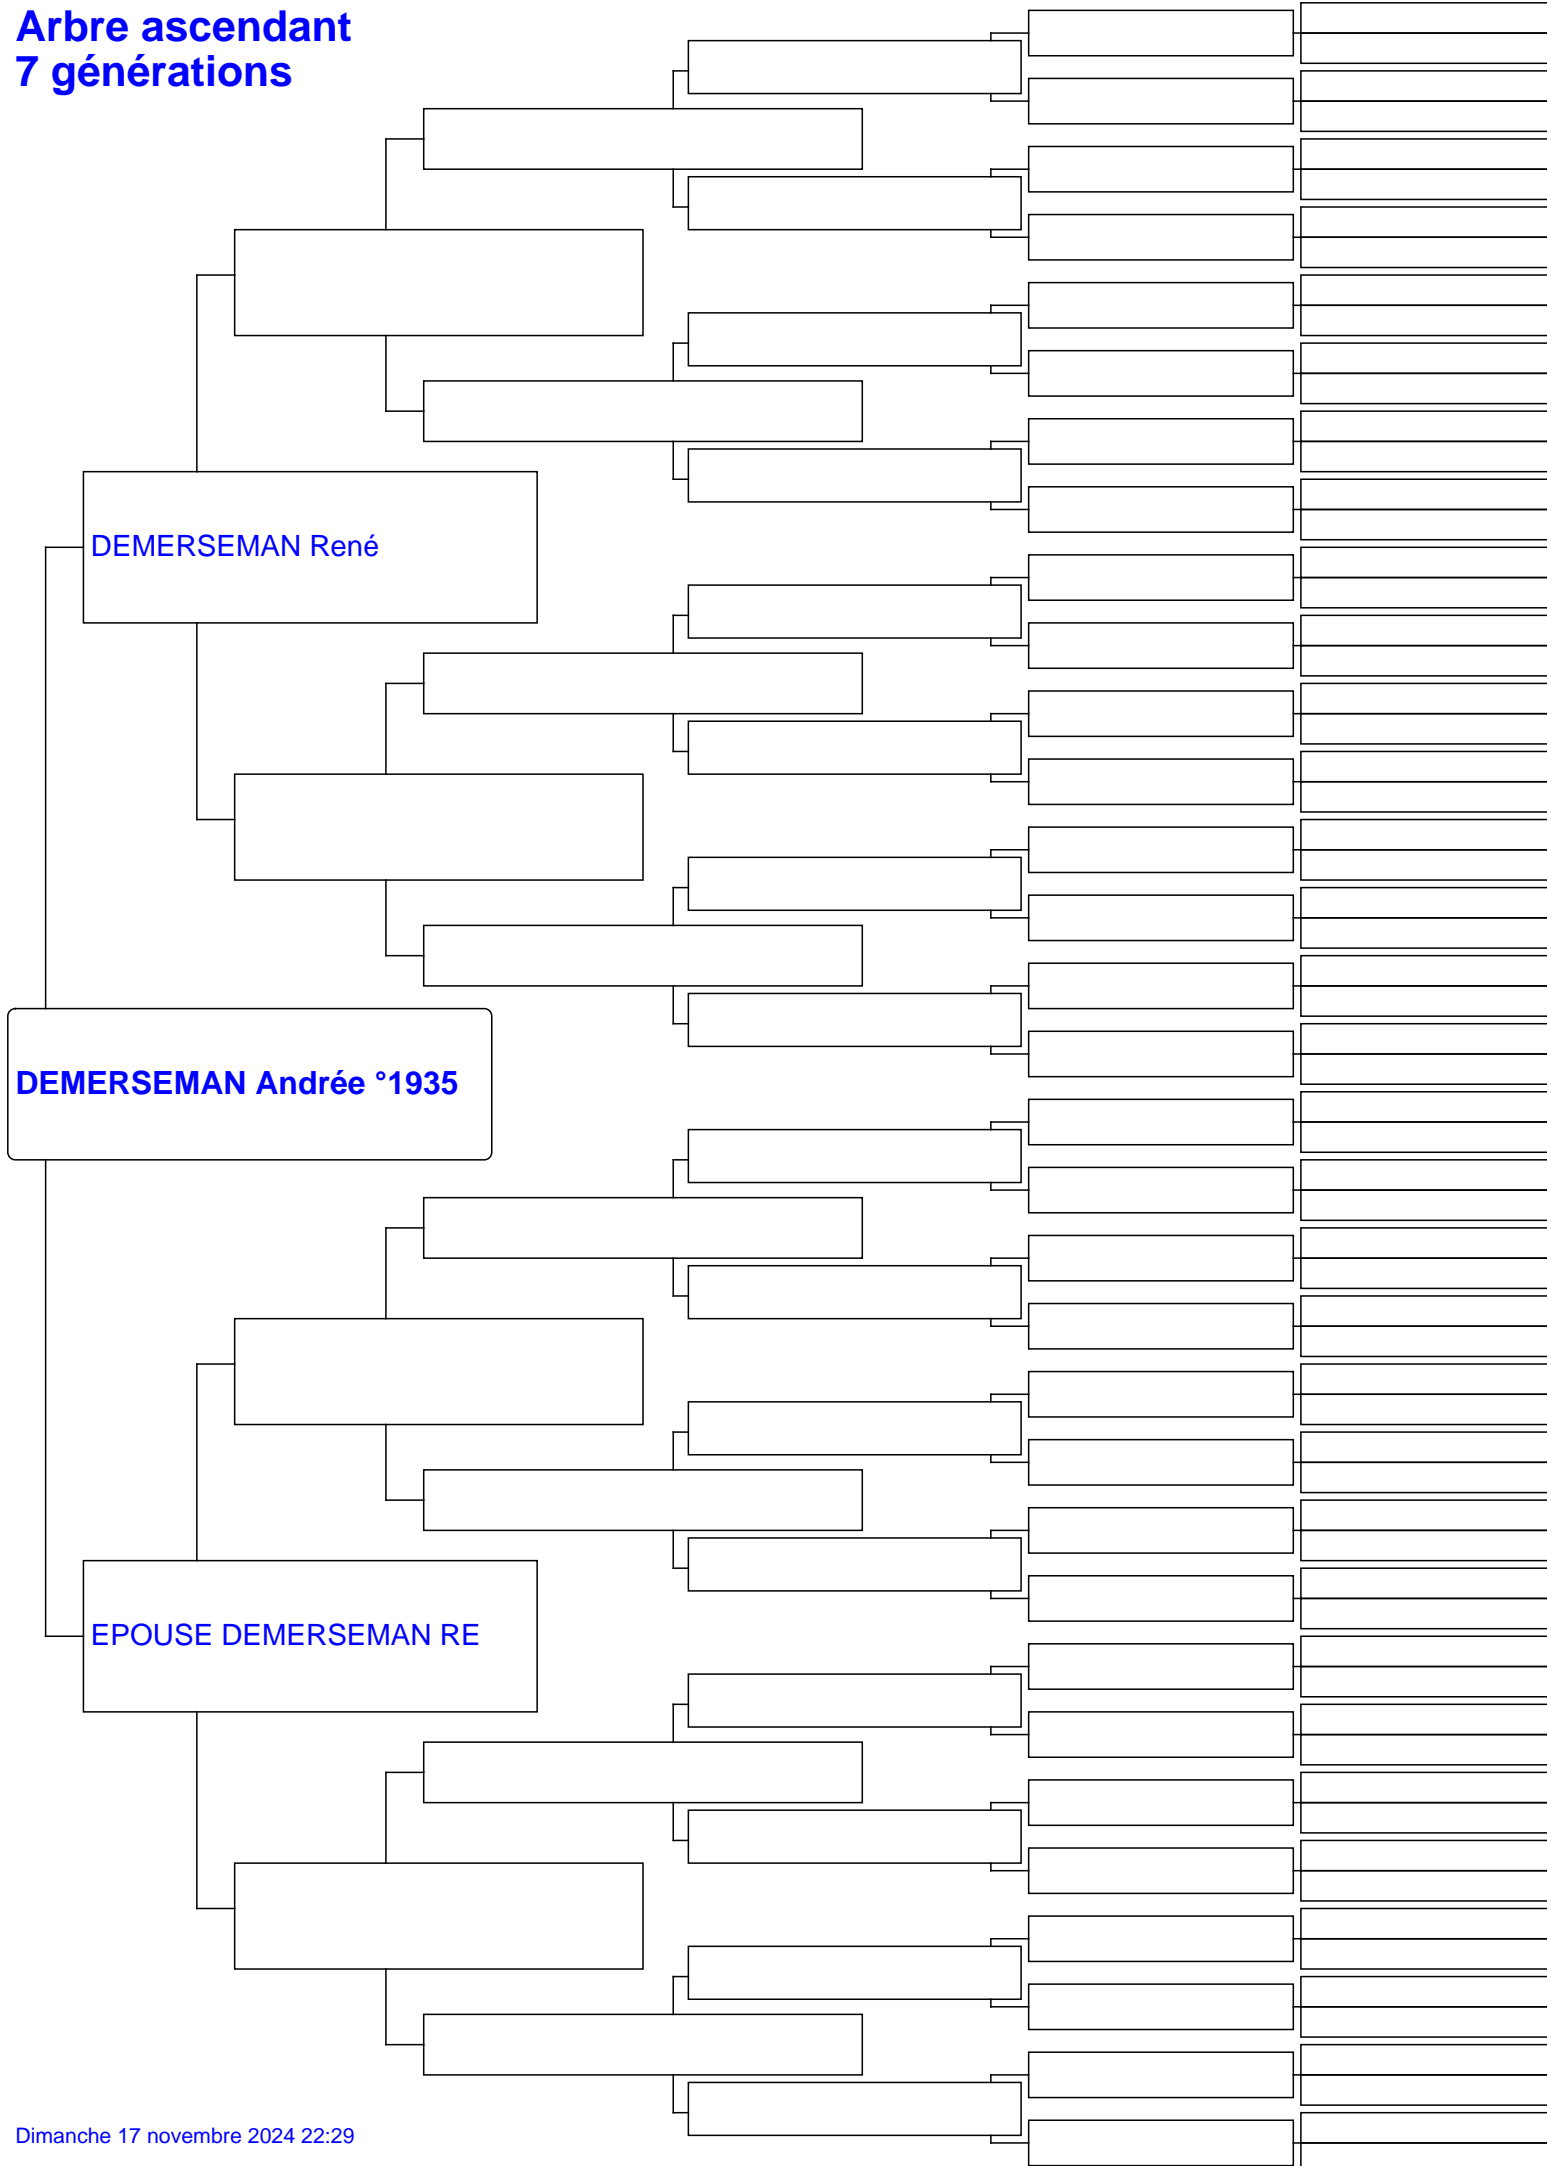 Arbre ascendant
7 générations
DEMERSEMAN René
DEMERSEMAN Andrée °1935
EPOUSE DEMERSEMAN RE
Dimanche 17 novembre 2024 22:29